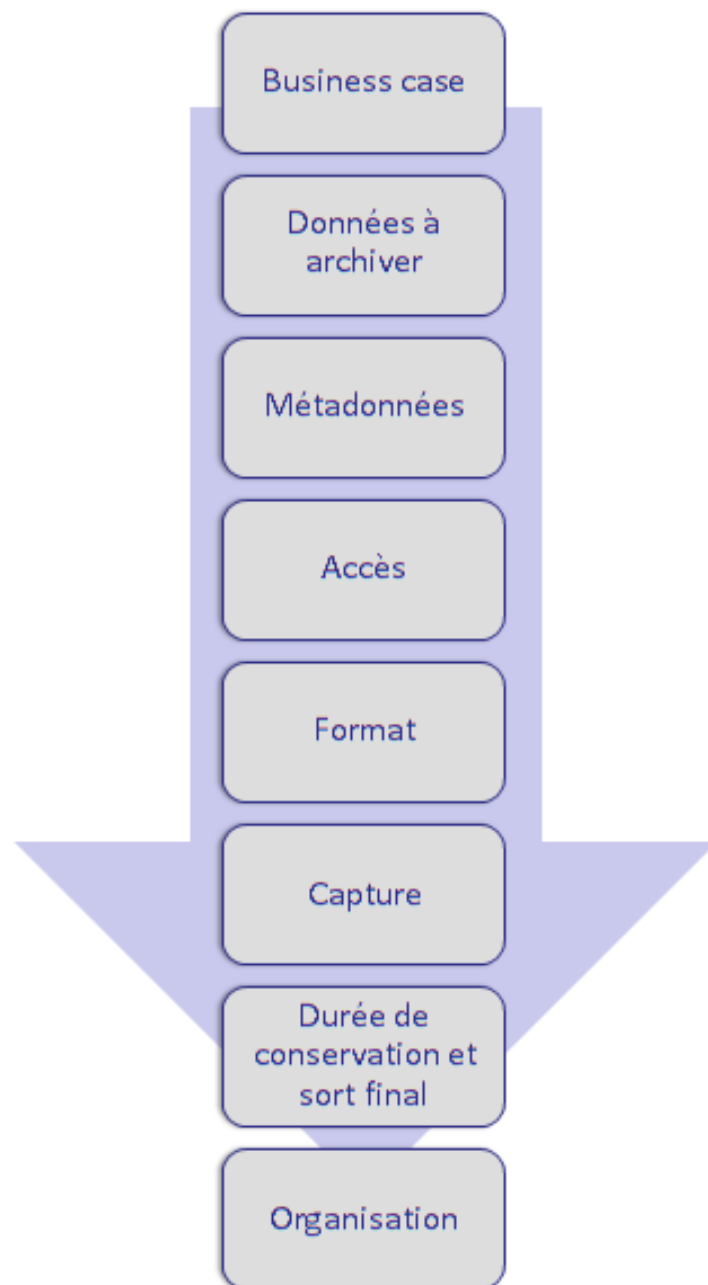 Business case
Données à
archiver
Métadonnées
Accès
Format
Capture
Durée de
conservation et
sort final
Organisation